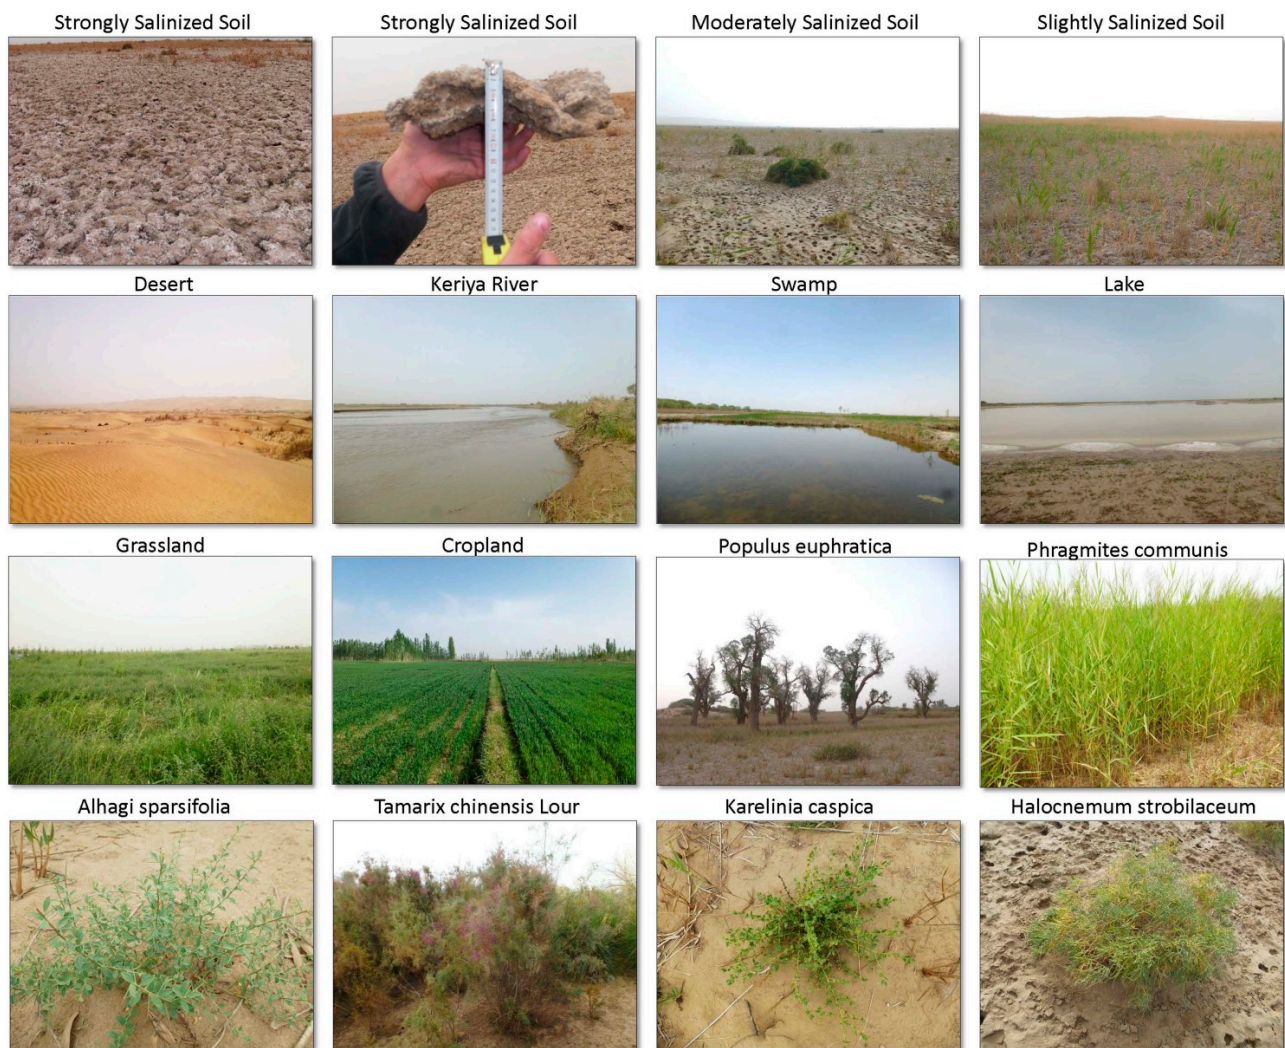 Strongly Salinized Soil
Strongly Salinized Soil
Moderately Salinized Soil
Slightly Salinized Soil
Desert
Keriya River
Swamp
Lake
Grassland
Cropland
Populus euphratica
Phragmites communis
Alhagi sparsifolia
Tamarix chinensis Lour
Karelinia caspica
Halocnemum strobilaceum